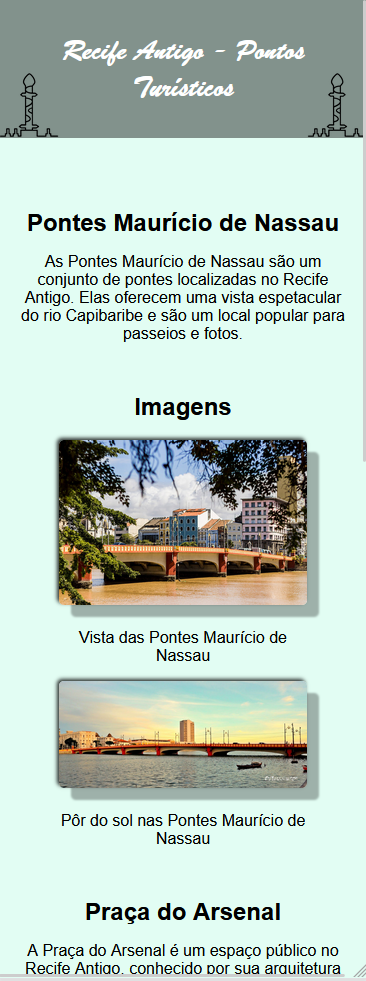 Recife Antigo - Pontos
Turísticos
Pontes Maurício de Nassau
As Pontes Maurício de Nassau são um
conjunto de pontes localizadas no Recife
Antigo. Elas oferecem uma vista espetacular
do rio Capibaribe e são um local popular para
passeios e fotos.
Imagens
Vista das Pontes Maurício de
Nassau
Pôr do sol nas Pontes Maurício de
Nassau
Praça do Arsenal
A Praça do Arsenal é um espaço público no
Recife Antigo, conhecido por sua arquitetura